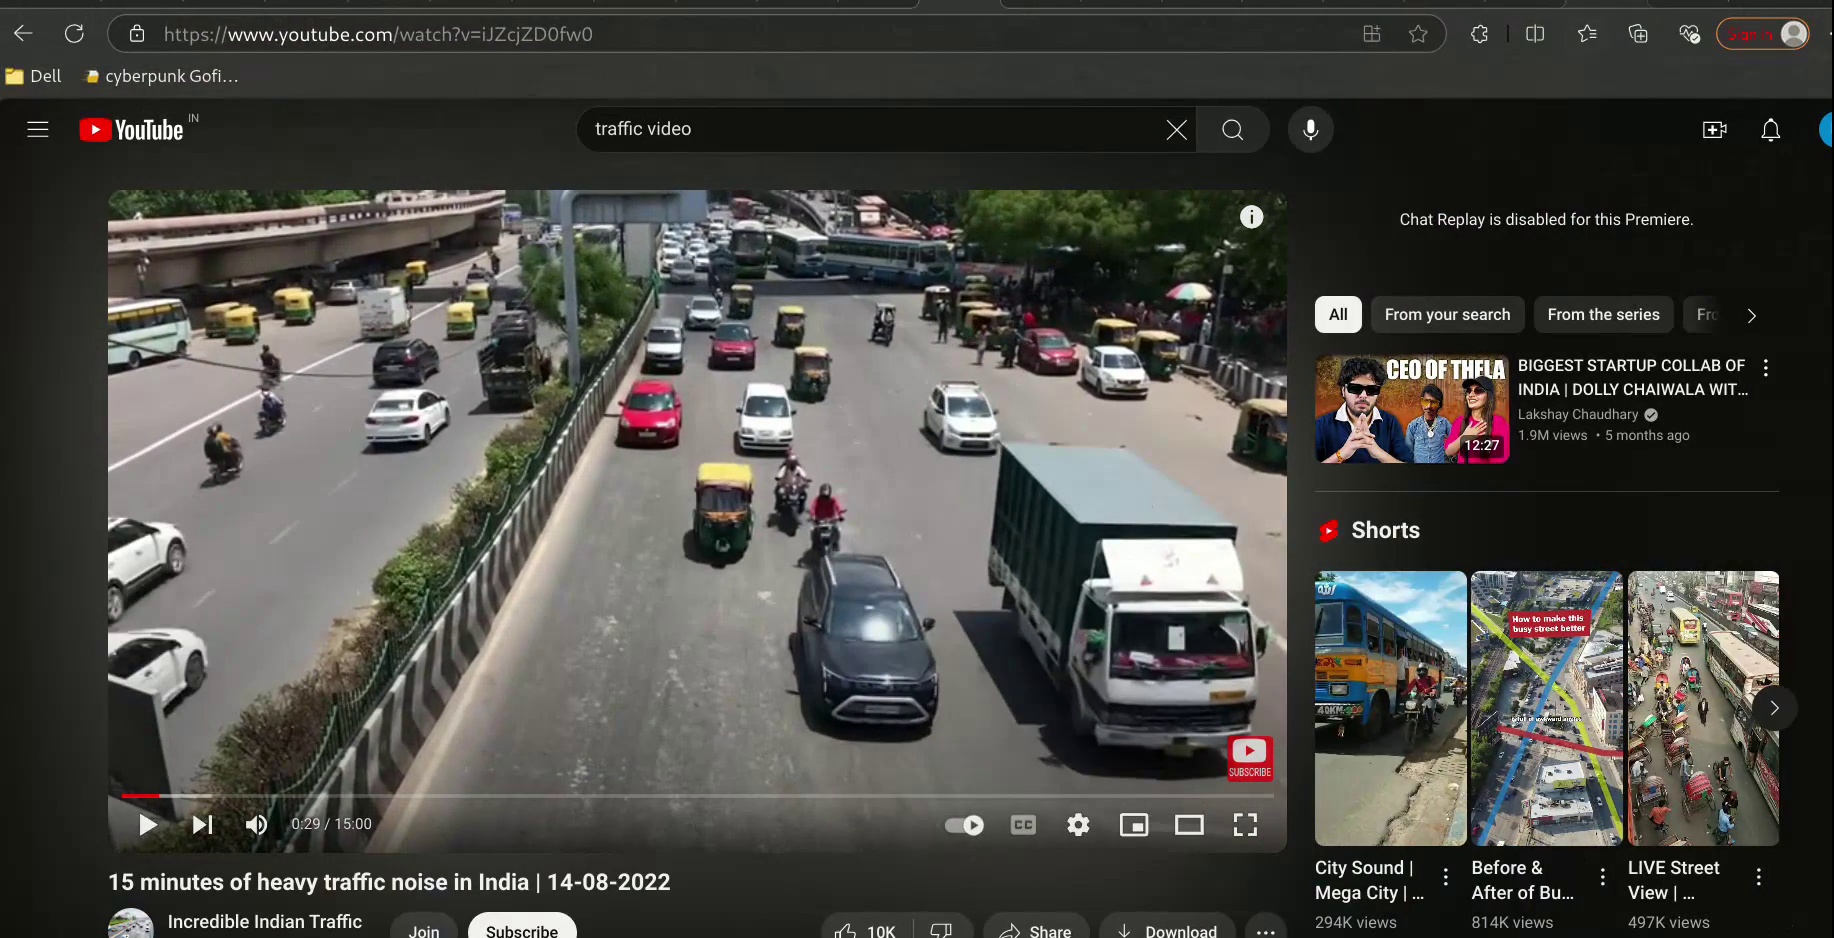 https://www.youtube.com/watch?v=iJZcjZD0fw0
Sign in
Dell
cyberpunk Gofi...
YouTube IN
traffic video
Chat Replay is disabled for this Premiere.
All
From your search
From the series
Fro
CEO OF THELA
12:27
BIGGEST STARTUP COLLAB OF
INDIA | DOLLY CHAIWALA WIT...
Lakshay Chaudhary
1.9M views • 5 months ago
Shorts
How to make this
busy street better
SUBSCRIBE
CC
0:29 / 15:00
15 minutes of heavy traffic noise in India | 14-08-2022
Incredible Indian Traffic
Join
Subscribe
10K
Share
Download
City Sound |
Mega City | ...
294K views
Before &
After of Bu...
814K views
LIVE Street
View | ...
497K views